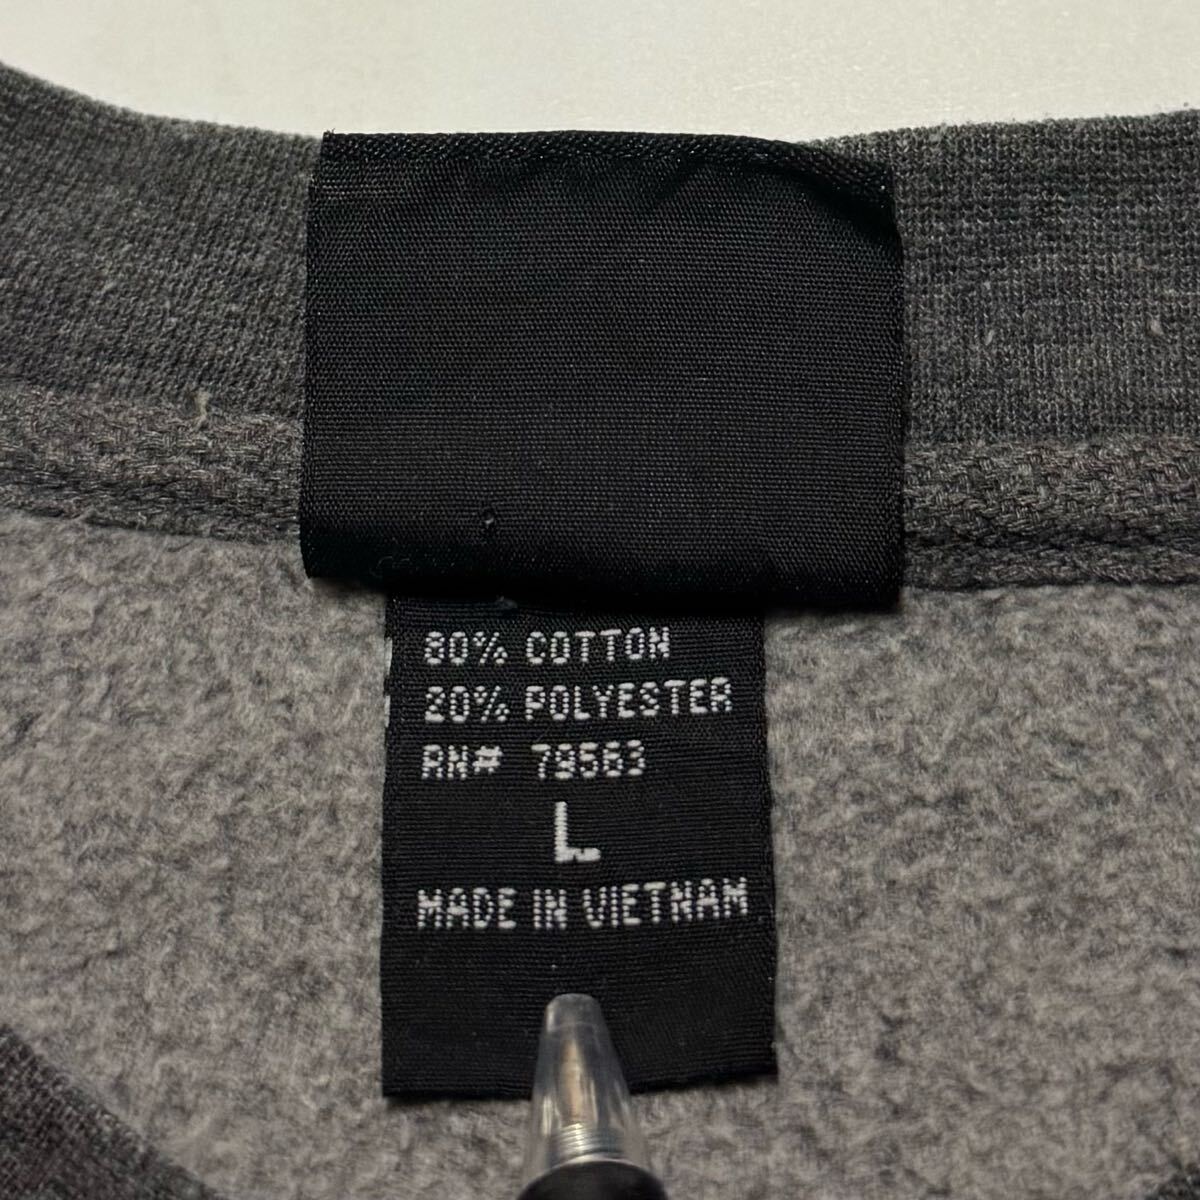 80% COTTON
20% POLYESTER
RN# 79563
L
MADE IN VIETNAM